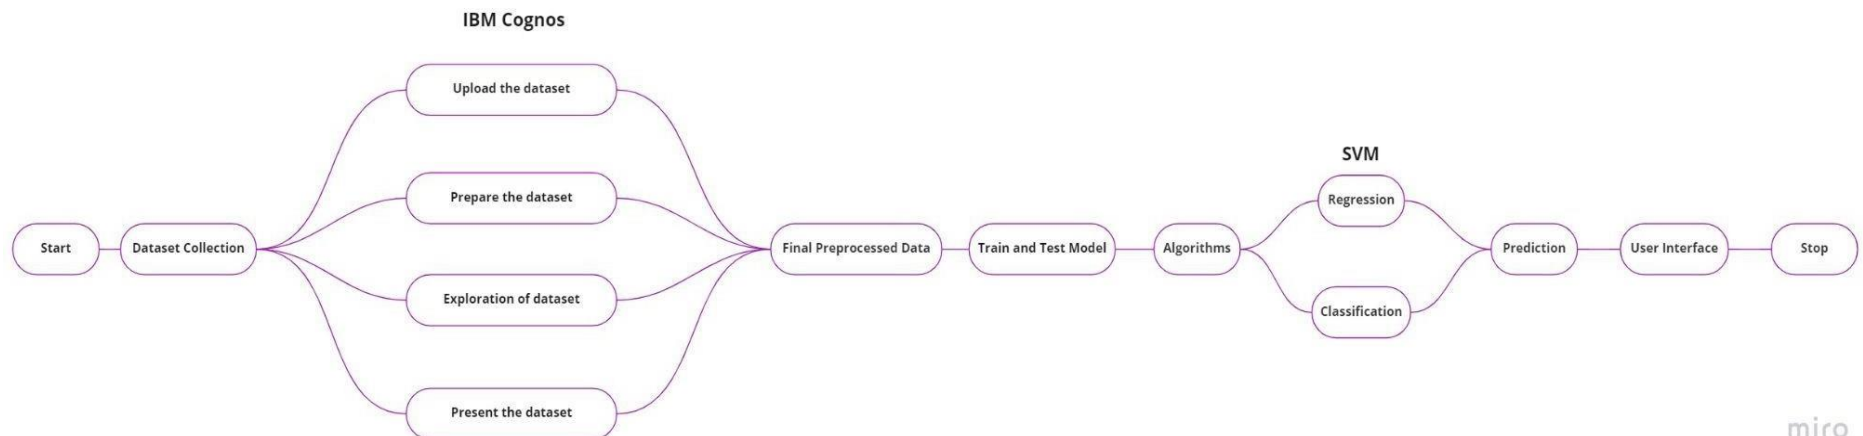 IBM Cognos
Upload the dataset
Prepare the dataset
SVM
Regression
Start
Dataset Collection
Final Preprocessed Data
Train and Test Model
Algorithms
Prediction
User Interface
Stop
Exploration of dataset
Classification
Present the dataset
miro